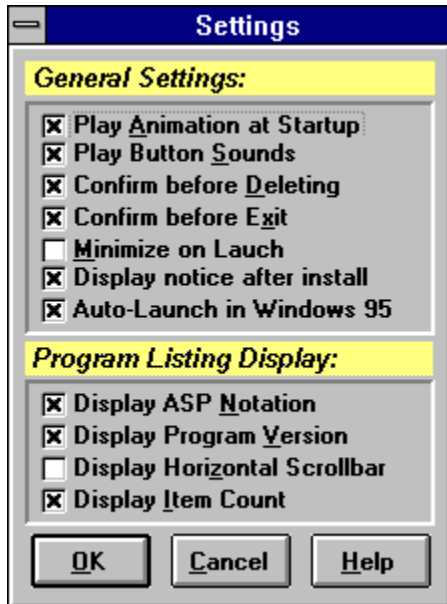 Settings
General Settings:
Play Animation at Startup
Play Button Sounds
Confirm before Deleting
Confirm before Exit
Minimize on Lauch
Display notice after install
Auto-Launch in Windows 95
Program Listing Display:
Display ASP Notation
Display Program Version
Display Horizontal Scrollbar
Display Item Count
OK Cancel Help